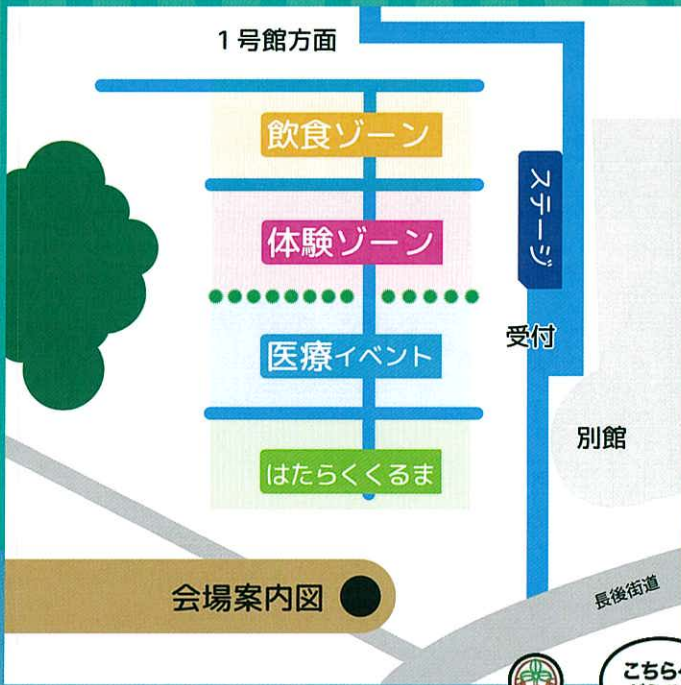 1号館方面
飲食ゾーン
体験ゾーン
ステージ
医療イベント
受付
別館
はたらくくるま
会場案内図
長後街道
こちら